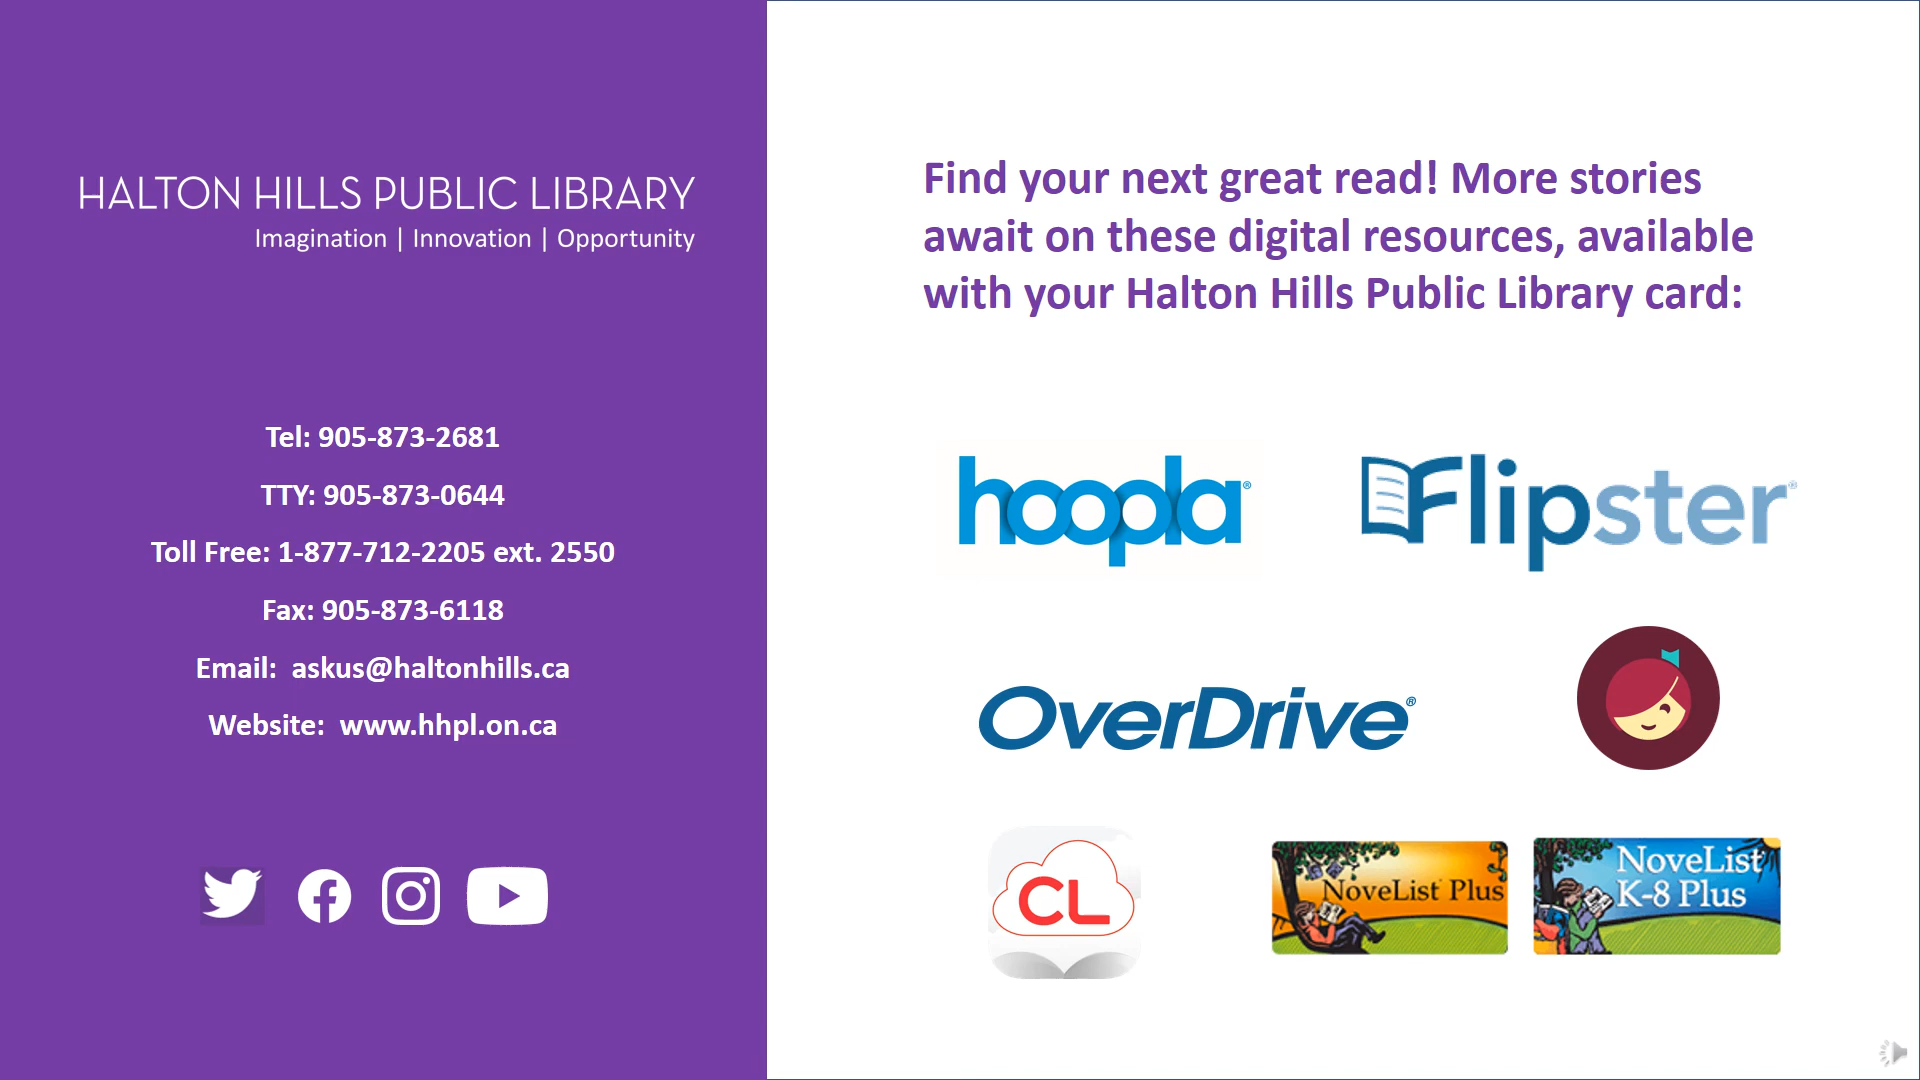 HALTON HILLS PUBLIC LIBRARY
Imagination | Innovation | Opportunity
Tel: 905-873-2681
TTY: 905-873-0644
Toll Free: 1-877-712-2205 ext. 2550
Fax: 905-873-6118
Email: askus@haltonhills.ca
Website: www.hhpl.on.ca
Find your next great read! More stories
await on these digital resources, available
with your Halton Hills Public Library card:
hoopla®
Flipster®
OverDrive®
CL
NoveList Plus
NoveList
K-8 Plus